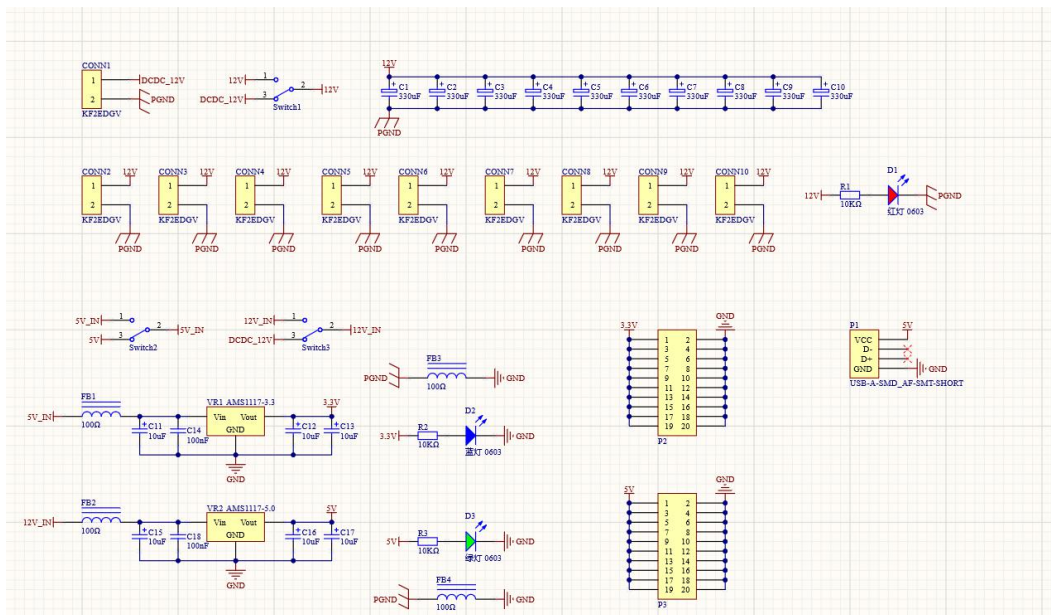 CONN1
1
DCDC_12V
2
PGND
KF2EDGV
12V
1
2
12V
DCDC_12V
3
Switch1
12V
C1
330uF
C2
330uF
C3
330uF
C4
330uF
C5
330uF
C6
330uF
C7
330uF
C8
330uF
C9
330uF
C10
330uF
PGND
CONN2
12V
1
2
KF2EDGV
PGND
CONN3
12V
1
2
KF2EDGV
PGND
CONN4
12V
1
2
KF2EDGV
PGND
CONN5
12V
1
2
KF2EDGV
PGND
CONN6
12V
1
2
KF2EDGV
PGND
CONN7
12V
1
2
KF2EDGV
PGND
CONN8
12V
1
2
KF2EDGV
PGND
CONN9
12V
1
2
KF2EDGV
PGND
CONN10
12V
1
2
KF2EDGV
PGND
12V
R1
10KΩ
D1
红灯 0603
PGND
5V_IN
1
2
5V_IN
5V
3
Switch2
12V_IN
1
2
12V_IN
DCDC_12V
3
Switch3
PGND
FB3
100Ω
GND
5V_IN
FB1
100Ω
C11
10uF
C14
100nF
VR1 AMS1117-3.3
Vin Vout
GND
3.3V
C12
10uF
C13
10uF
GND
3.3V
R2
10KΩ
D2
蓝灯 0603
GND
12V_IN
FB2
100Ω
C15
10uF
C18
100nF
VR2 AMS1117-5.0
Vin Vout
GND
5V
C16
10uF
C17
10uF
GND
5V
R3
10KΩ
D3
绿灯 0603
GND
PGND
FB4
100Ω
GND
3.3V
GND
1 2
3 4
5 6
7 8
9 10
11 12
13 14
15 16
17 18
19 20
P2
5V
GND
1 2
3 4
5 6
7 8
9 10
11 12
13 14
15 16
17 18
19 20
P3
P1
5V
VCC
D-
D+
GND
GND
USB-A-SMD_AF-SMT-SHORT